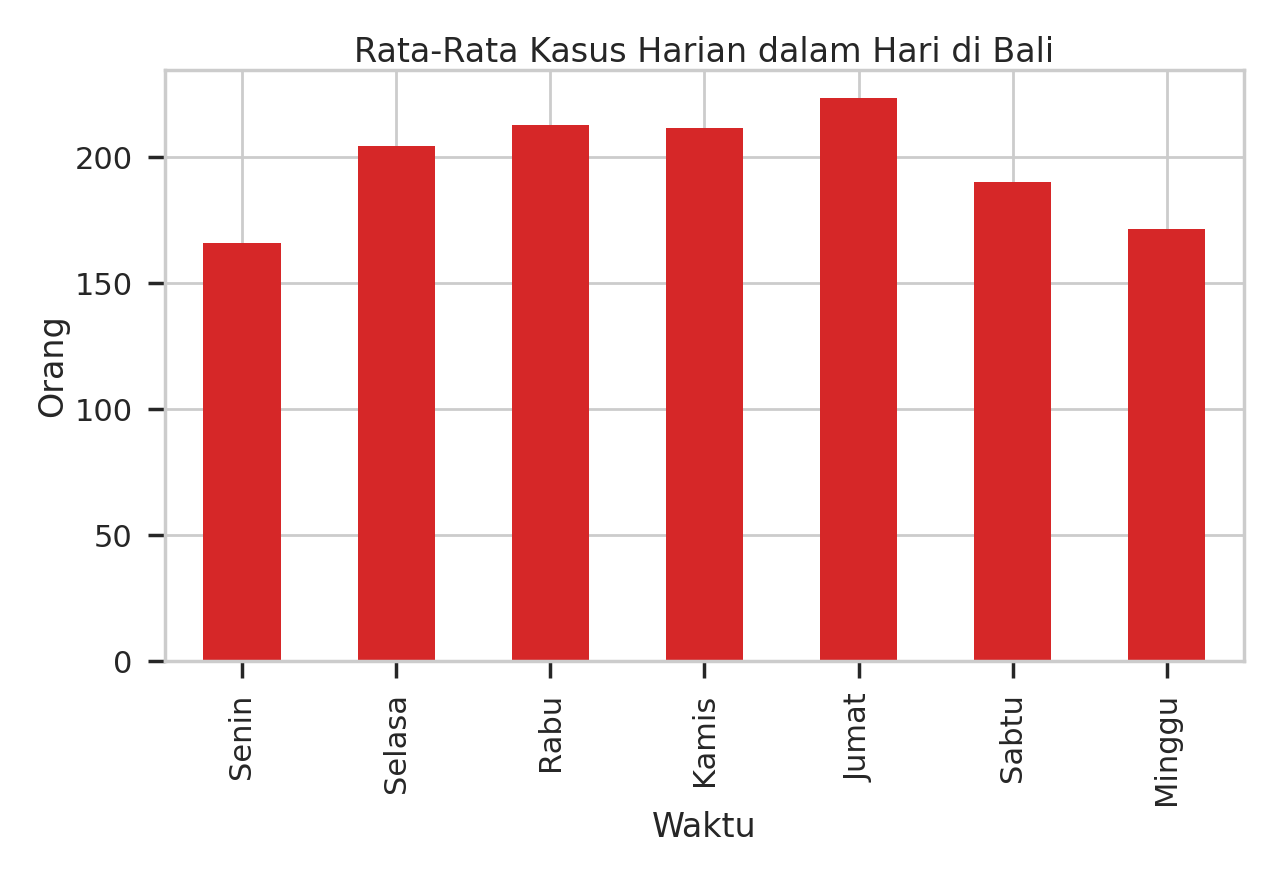 Rata-Rata Kasus Harian dalam Hari di Bali
Orang
200
150
100
50
0
Senin
Selasa
Rabu
Kamis
Jumat
Sabtu
Minggu
Waktu